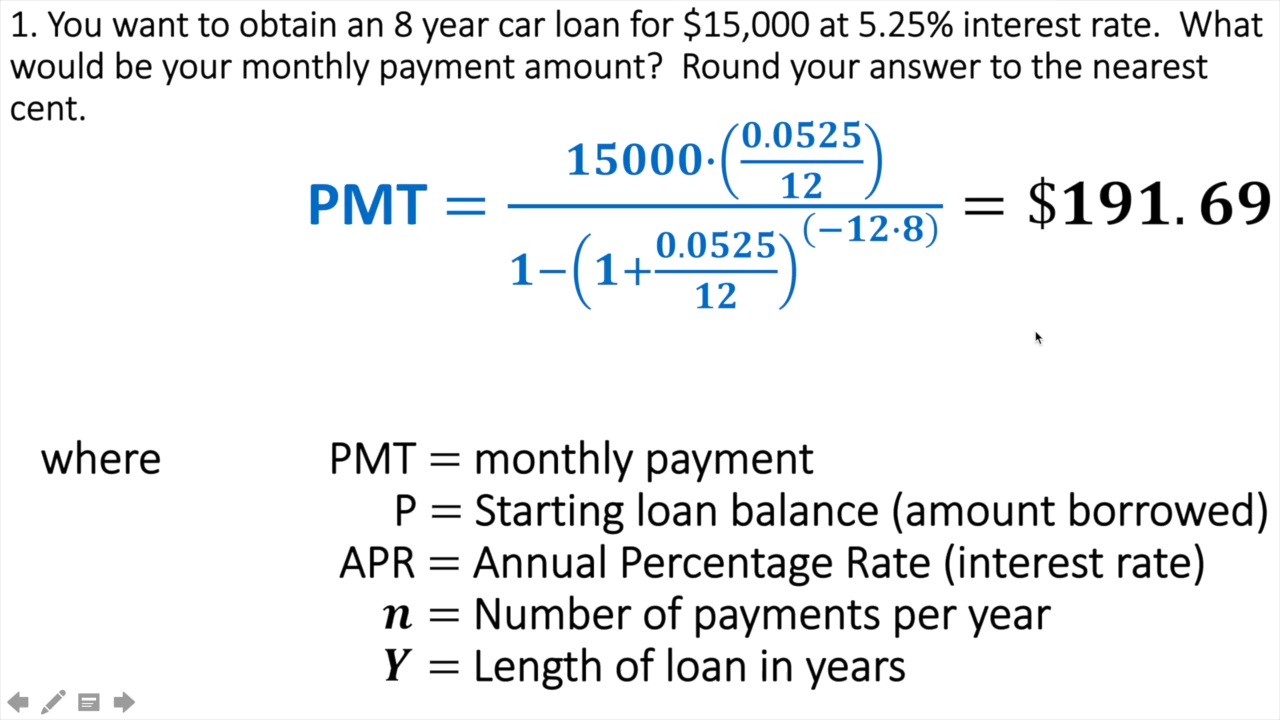 1. You want to obtain an 8 year car loan for $15,000 at 5.25% interest rate.  What
would be your monthly payment amount?  Round your answer to the nearest
cent.
PMT = \frac{15000·(\frac{0.0525}{12})}{1−(1+\frac{0.0525}{12})^{(−12·8)}} = $191.69
where PMT = monthly payment
P = Starting loan balance (amount borrowed)
APR = Annual Percentage Rate (interest rate)
n = Number of payments per year
Y = Length of loan in years